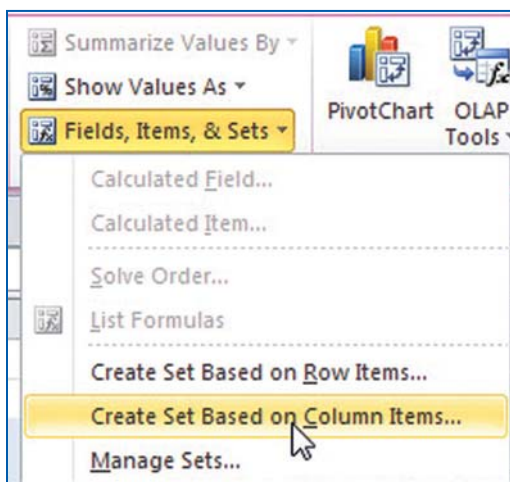 Summarize Values By
Show Values As
Fields, Items, & Sets
PivotChart
OLAP
Tools
Calculated Field...
Calculated Item...
Solve Order...
List Formulas
Create Set Based on Row Items...
Create Set Based on Column Items...
Manage Sets...